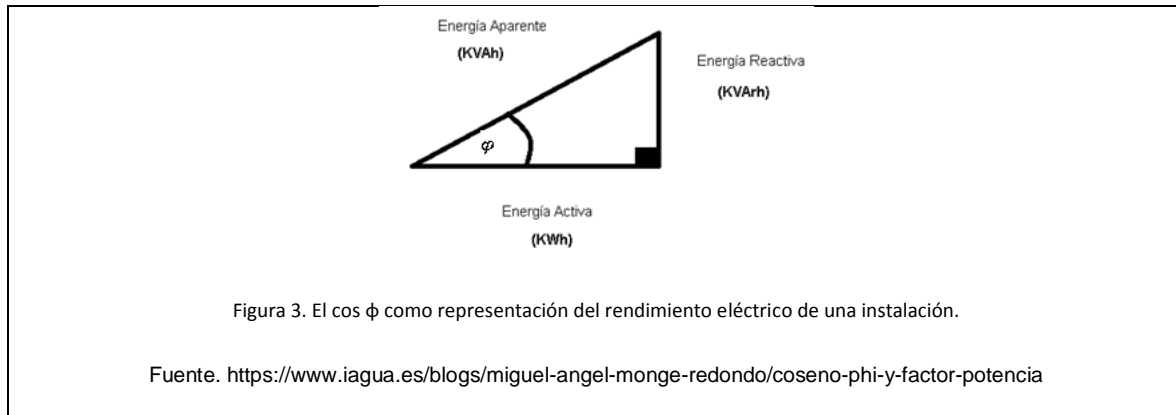 Energía Aparente
(KVAh)
Energía Reactiva
(KVArh)
φ
Energía Activa
(KWh)
Figura 3. El cos ϕ como representación del rendimiento eléctrico de una instalación.
Fuente. https://www.iagua.es/blogs/miguel-angel-monge-redondo/coseno-phi-y-factor-potencia